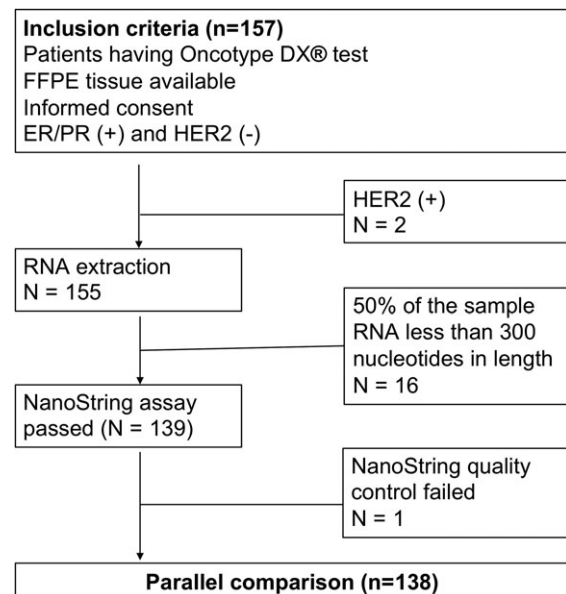 Inclusion criteria (n=157)
Patients having Oncotype DX® test
FFPE tissue available
Informed consent
ER/PR (+) and HER2 (-)
HER2 (+)
N = 2
RNA extraction
N = 155
50% of the sample
RNA less than 300
nucleotides in length
N = 16
NanoString assay
passed (N = 139)
NanoString quality
control failed
N = 1
Parallel comparison (n=138)